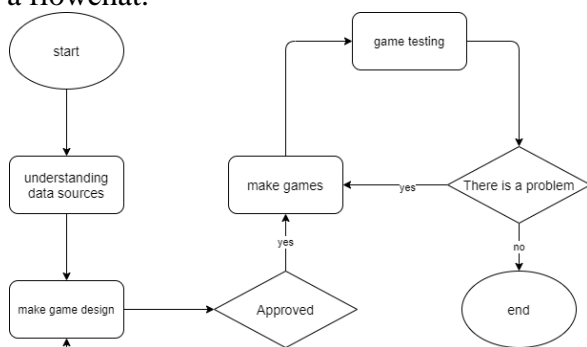 a flowchat.
start
understanding
data sources
make game design
Approved
yes
make games
game testing
There is a problem
yes
no
end